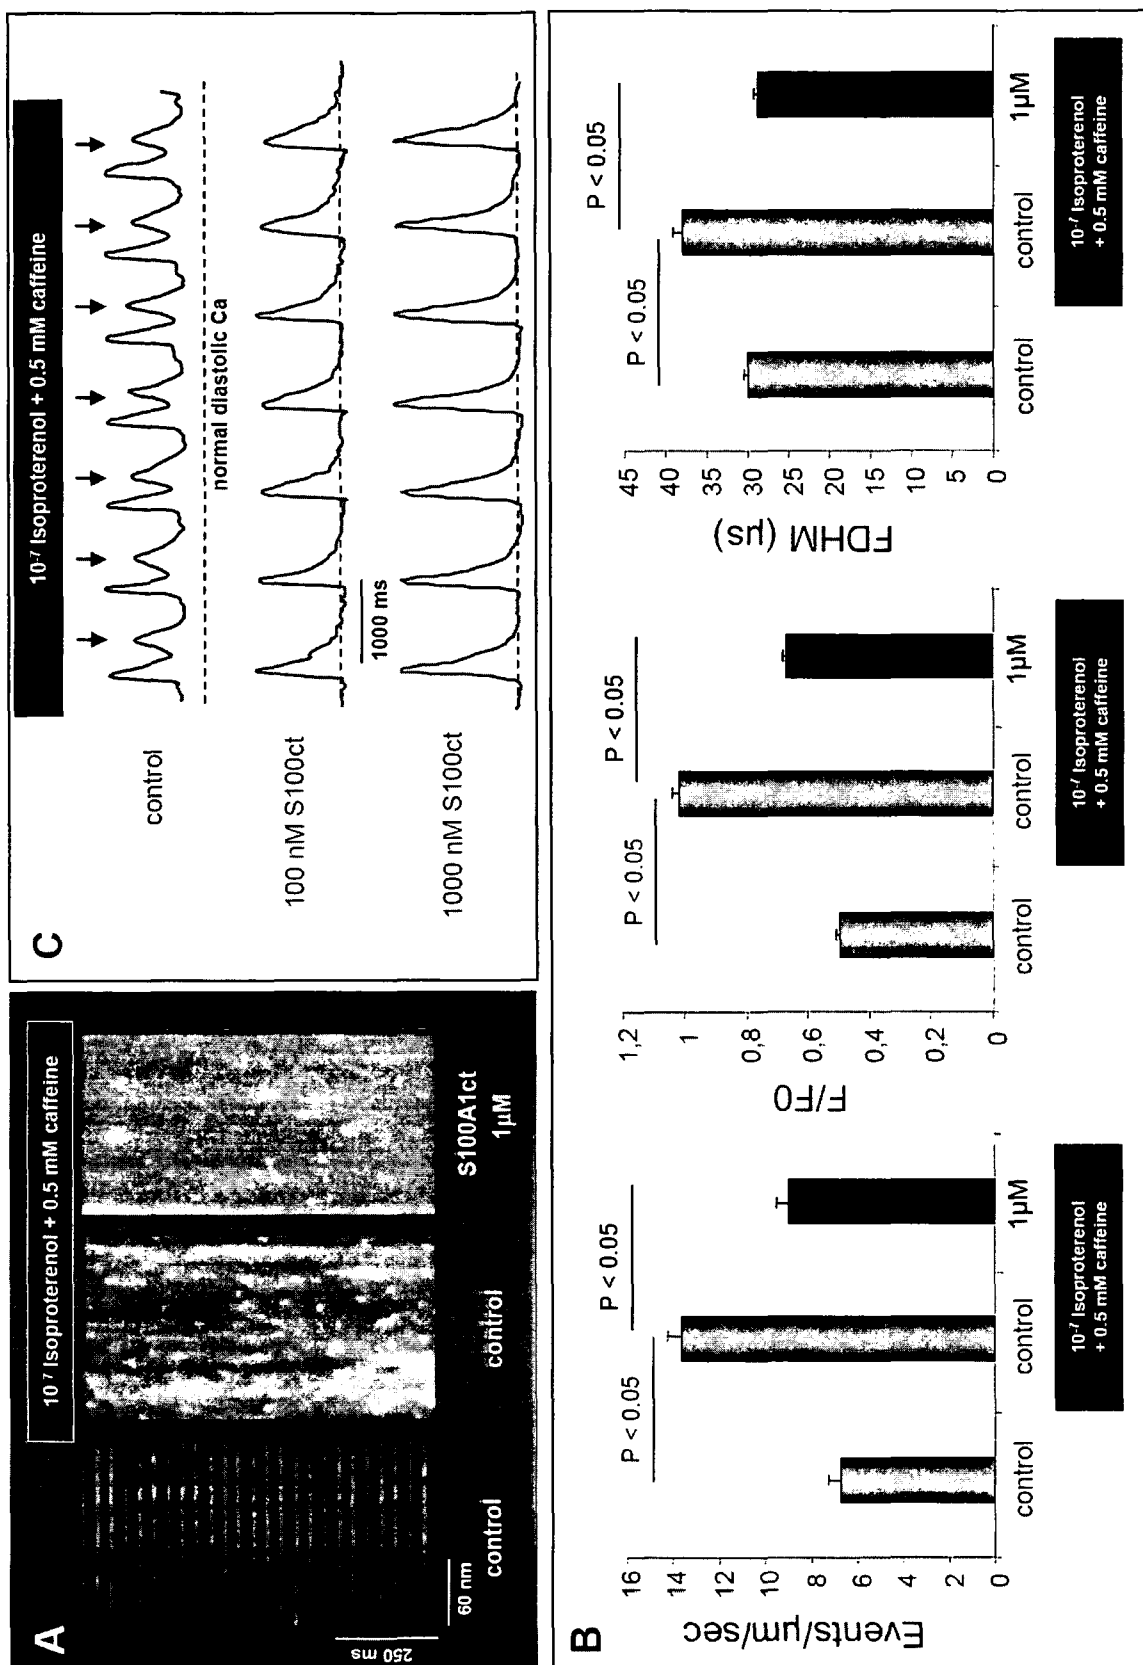 A
10⁻⁷ Isoproterenol + 0.5 mM caffeine
250 ms
60 nm
control
control
S100A1ct
1µM
C
10⁻⁷ Isoproterenol + 0.5 mM caffeine
control
normal diastolic Ca
100 nM S100ct
1000 ms
1000 nM S100ct
B
Events/µm/sec
16
14
12
10
8
6
4
2
0
P < 0.05
P < 0.05
control
control
1µM
10⁻⁷ Isoproterenol
+ 0.5 mM caffeine
F/F0
1,2
1
0,8
0,6
0,4
0,2
0
P < 0.05
P < 0.05
control
control
1µM
10⁻⁷ Isoproterenol
+ 0.5 mM caffeine
FDHM (µs)
45
40
35
30
25
20
15
10
5
0
P < 0.05
P < 0.05
control
control
1µM
10⁻⁷ Isoproterenol
+ 0.5 mM caffeine